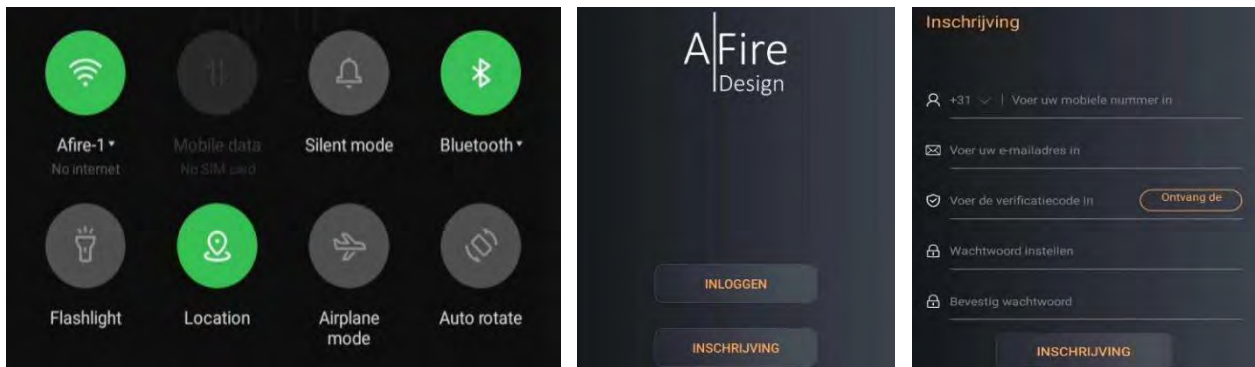 Afire-1
No internet
Mobile data
No SIM card
Silent mode
Bluetooth
Flashlight
Location
Airplane
mode
Auto rotate
A Fire
Design
INLOGGEN
INSCHRIJVING
Inschrijving
+31 Voer uw mobiele nummer in
Voer uw e-mailadres in
Voer de verificatiecode in Ontvang de
Wachtwoord instellen
Bevestig wachtwoord
INSCHRIJVING